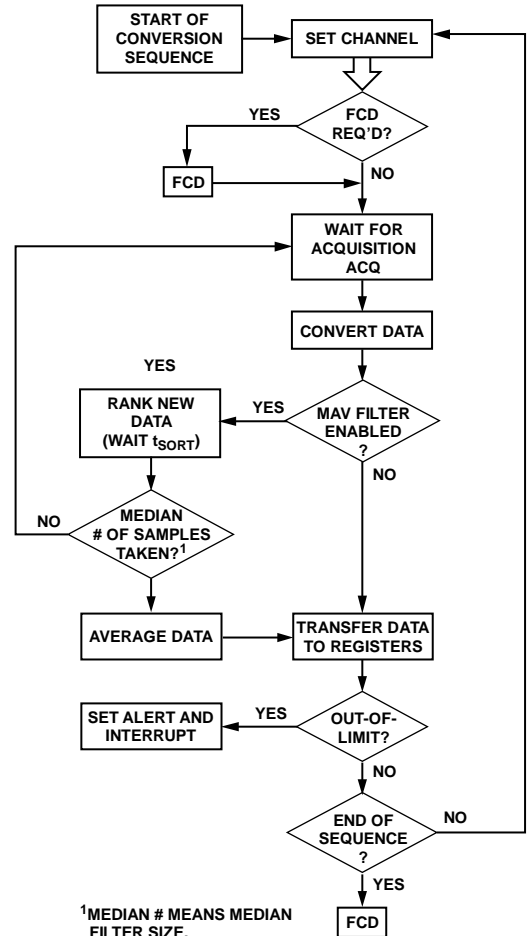 START OF
CONVERSION
SEQUENCE
SET CHANNEL
YES
FCD
REQ'D?
FCD
NO
WAIT FOR
ACQUISITION
ACQ
CONVERT DATA
YES
RANK NEW
DATA
(WAIT tSORT)
YES
MAV FILTER
ENABLED
?
NO
NO
MEDIAN
# OF SAMPLES
TAKEN?1
AVERAGE DATA
TRANSFER DATA
TO REGISTERS
SET ALERT AND
INTERRUPT
YES
OUT-OF-
LIMIT?
NO
END OF
SEQUENCE
?
NO
YES
FCD
1MEDIAN # MEANS MEDIAN
FILTER SIZE.